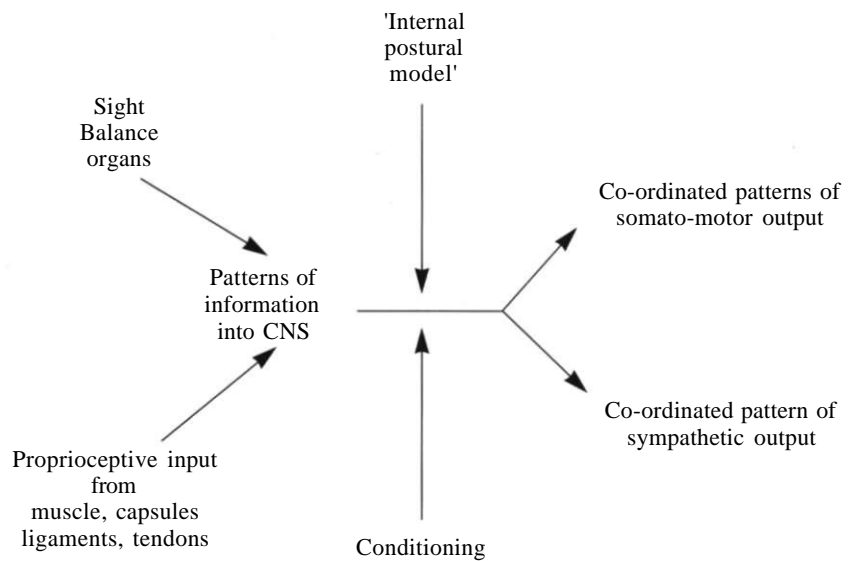 'Internal
postural
model'
Sight
Balance
organs
Co-ordinated patterns of
somato-motor output
Patterns of
information
into CNS
Co-ordinated pattern of
sympathetic output
Proprioceptive input
from
muscle, capsules
ligaments, tendons
Conditioning